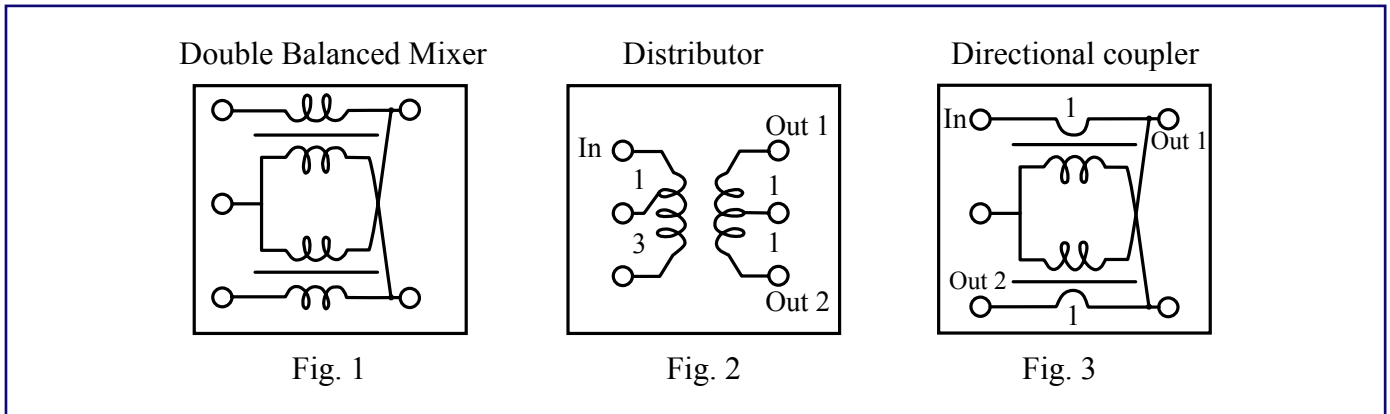 Double Balanced Mixer
Distributor
Directional coupler
In
1
3
Out 1
1
1
Out 2
In
1
Out 1
Out 2
1
Fig. 1
Fig. 2
Fig. 3